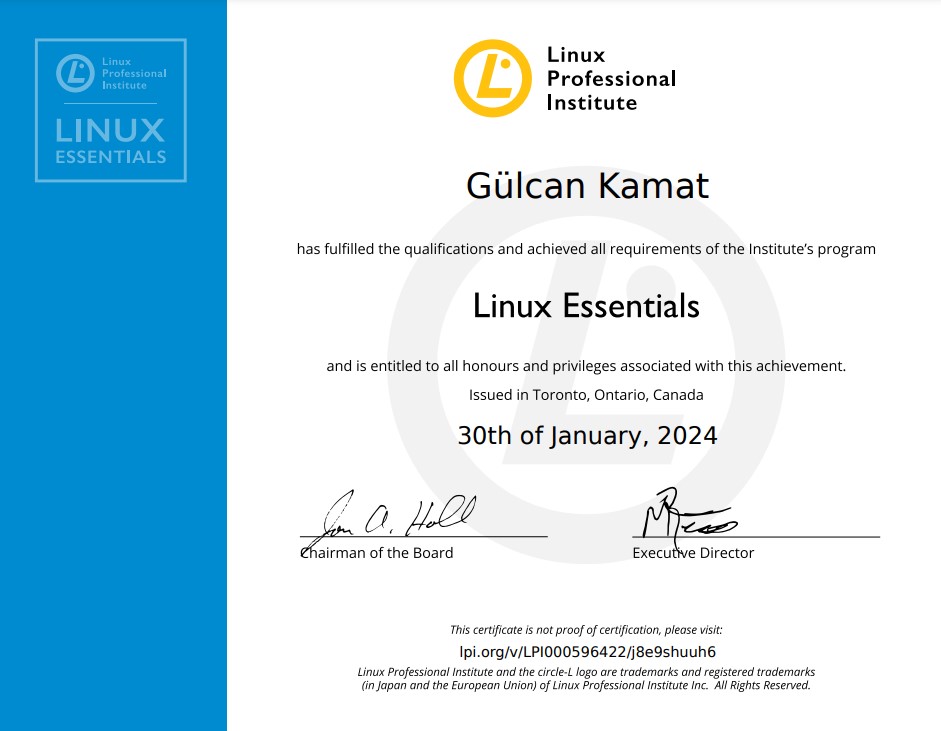 Linux
Professional
Institute
LINUX
ESSENTIALS
Linux
Professional
Institute
Gülcan Kamat
has fulfilled the qualifications and achieved all requirements of the Institute’s program
Linux Essentials
and is entitled to all honours and privileges associated with this achievement.
Issued in Toronto, Ontario, Canada
30th of January, 2024
Jon A. Hall
Chairman of the Board
Executive Director
This certificate is not proof of certification, please visit:
lpi.org/v/LPI000596422/j8e9shuuh6
Linux Professional Institute and the circle-L logo are trademarks and registered trademarks
(in Japan and the European Union) of Linux Professional Institute Inc. All Rights Reserved.